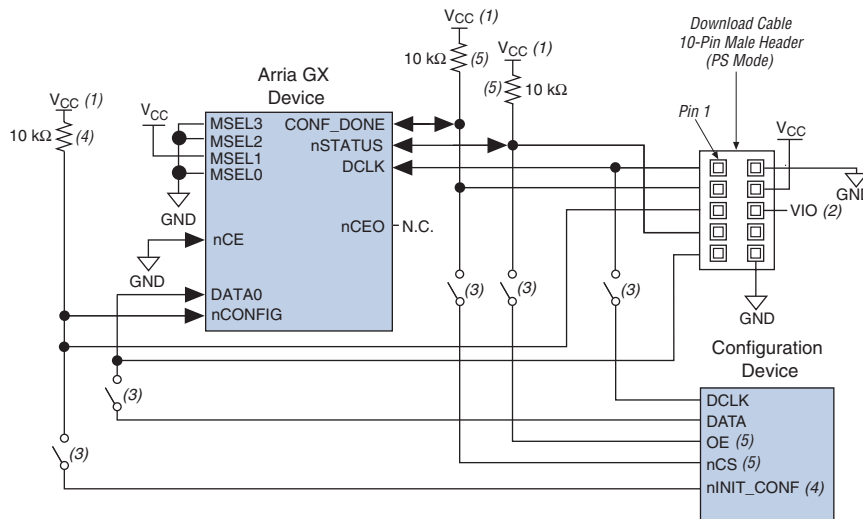 Download Cable
10-Pin Male Header
(PS Mode)
VCC (1)
10 kΩ
(5)
VCC (1)
(5)
10 kΩ
Arria GX
Device
VCC (1)
10 kΩ
(4)
VCC
MSEL3
MSEL2
MSEL1
MSEL0
CONF_DONE
nSTATUS
DCLK
Pin 1
VCC
GND
GND
nCE
nCEO
N.C.
VIO (2)
GND
DATA0
nCONFIG
(3)
(3)
(3)
GND
Configuration
Device
(3)
(3)
DCLK
DATA
OE (5)
nCS (5)
nINIT_CONF (4)